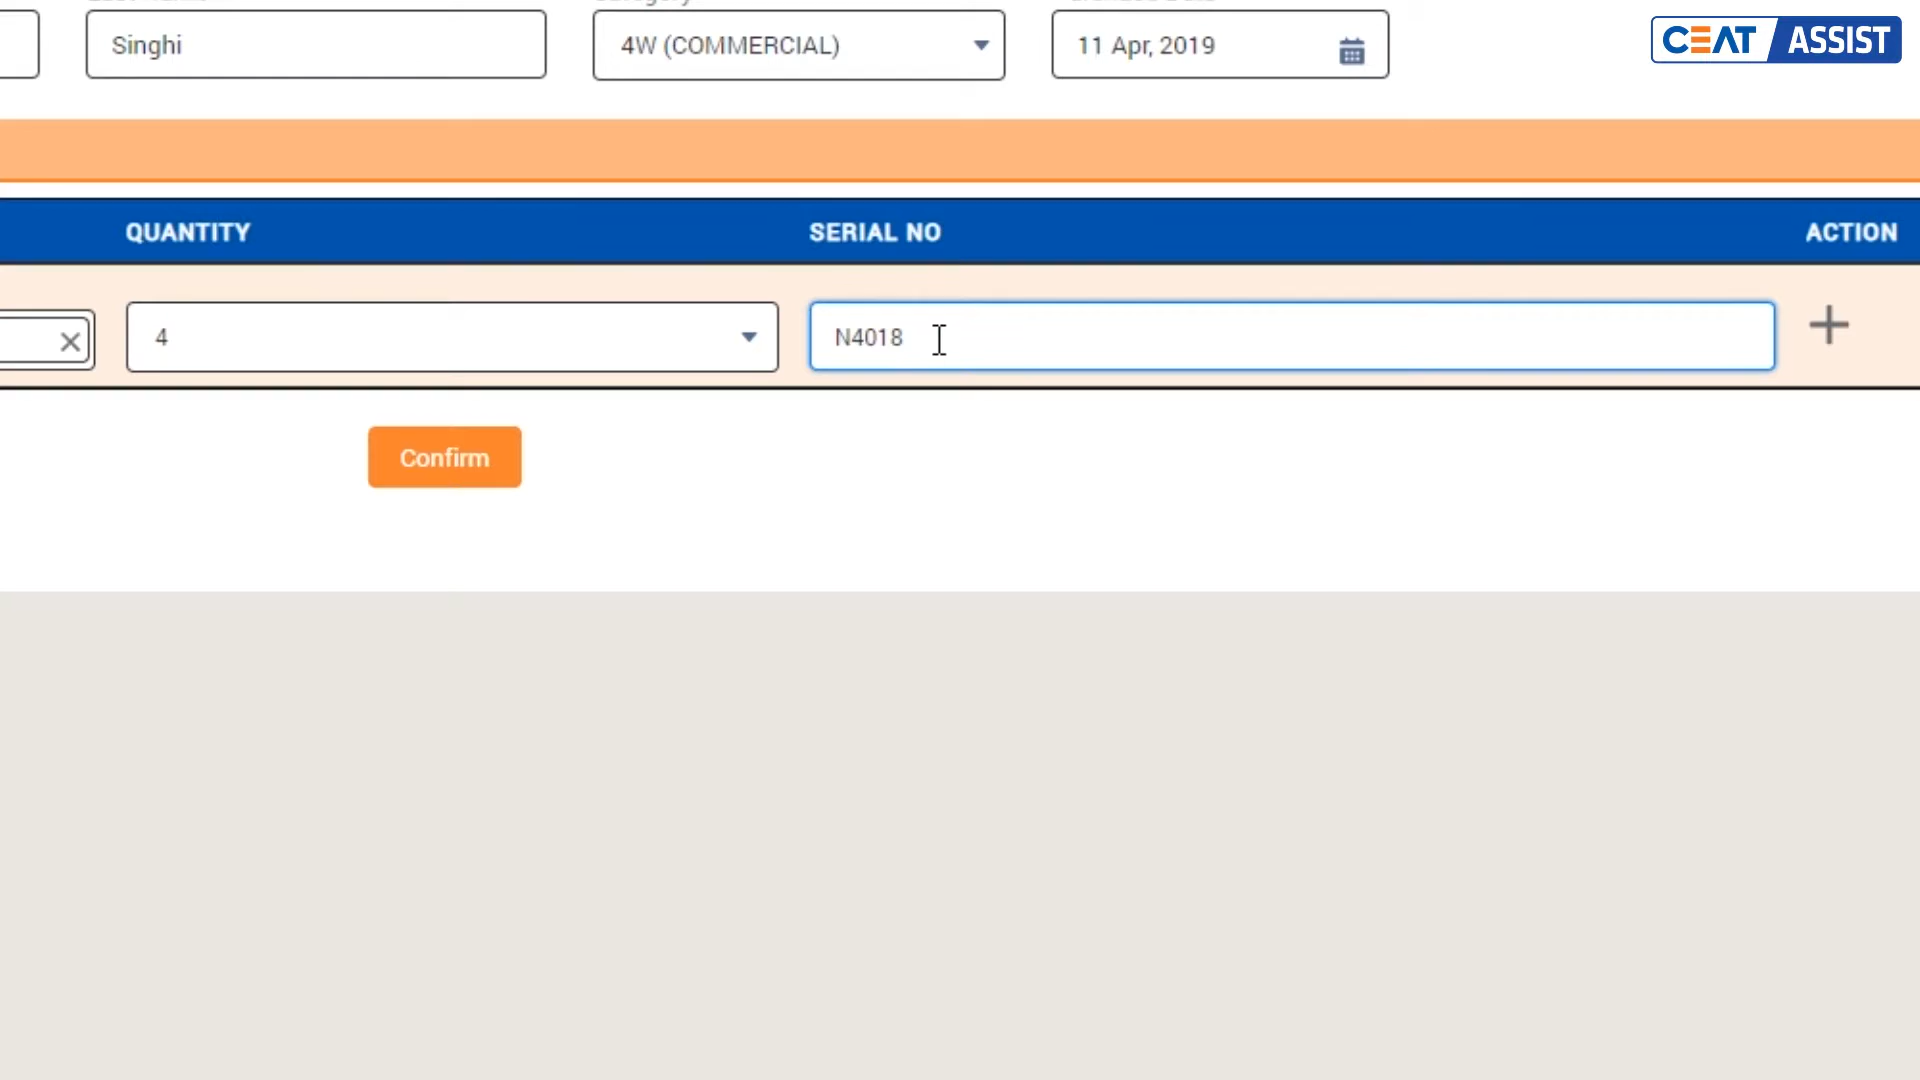 Singhi
4W (COMMERCIAL)
11 Apr, 2019
CEAT ASSIST
QUANTITY
SERIAL NO
ACTION
4
N4018
Confirm